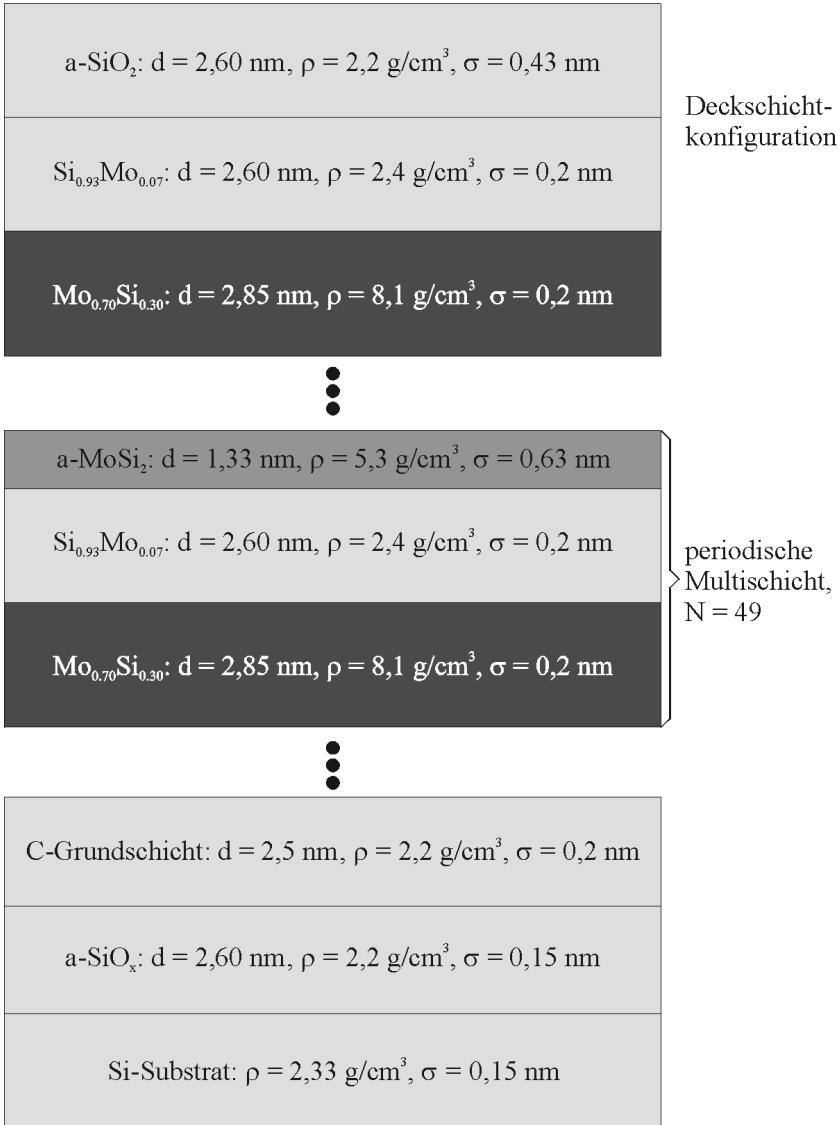 a-SiO₂: d = 2,60 nm, ρ = 2,2 g/cm³, σ = 0,43 nm
Deckschicht-
konfiguration
Si₀.₉₃Mo₀.₀₇: d = 2,60 nm, ρ = 2,4 g/cm³, σ = 0,2 nm
Mo₀.₇₀Si₀.₃₀: d = 2,85 nm, ρ = 8,1 g/cm³, σ = 0,2 nm
a-MoSi₂: d = 1,33 nm, ρ = 5,3 g/cm³, σ = 0,63 nm
Si₀.₉₃Mo₀.₀₇: d = 2,60 nm, ρ = 2,4 g/cm³, σ = 0,2 nm
periodische
Multischicht,
N = 49
Mo₀.₇₀Si₀.₃₀: d = 2,85 nm, ρ = 8,1 g/cm³, σ = 0,2 nm
C-Grundschicht: d = 2,5 nm, ρ = 2,2 g/cm³, σ = 0,2 nm
a-SiOₓ: d = 2,60 nm, ρ = 2,2 g/cm³, σ = 0,15 nm
Si-Substrat: ρ = 2,33 g/cm³, σ = 0,15 nm